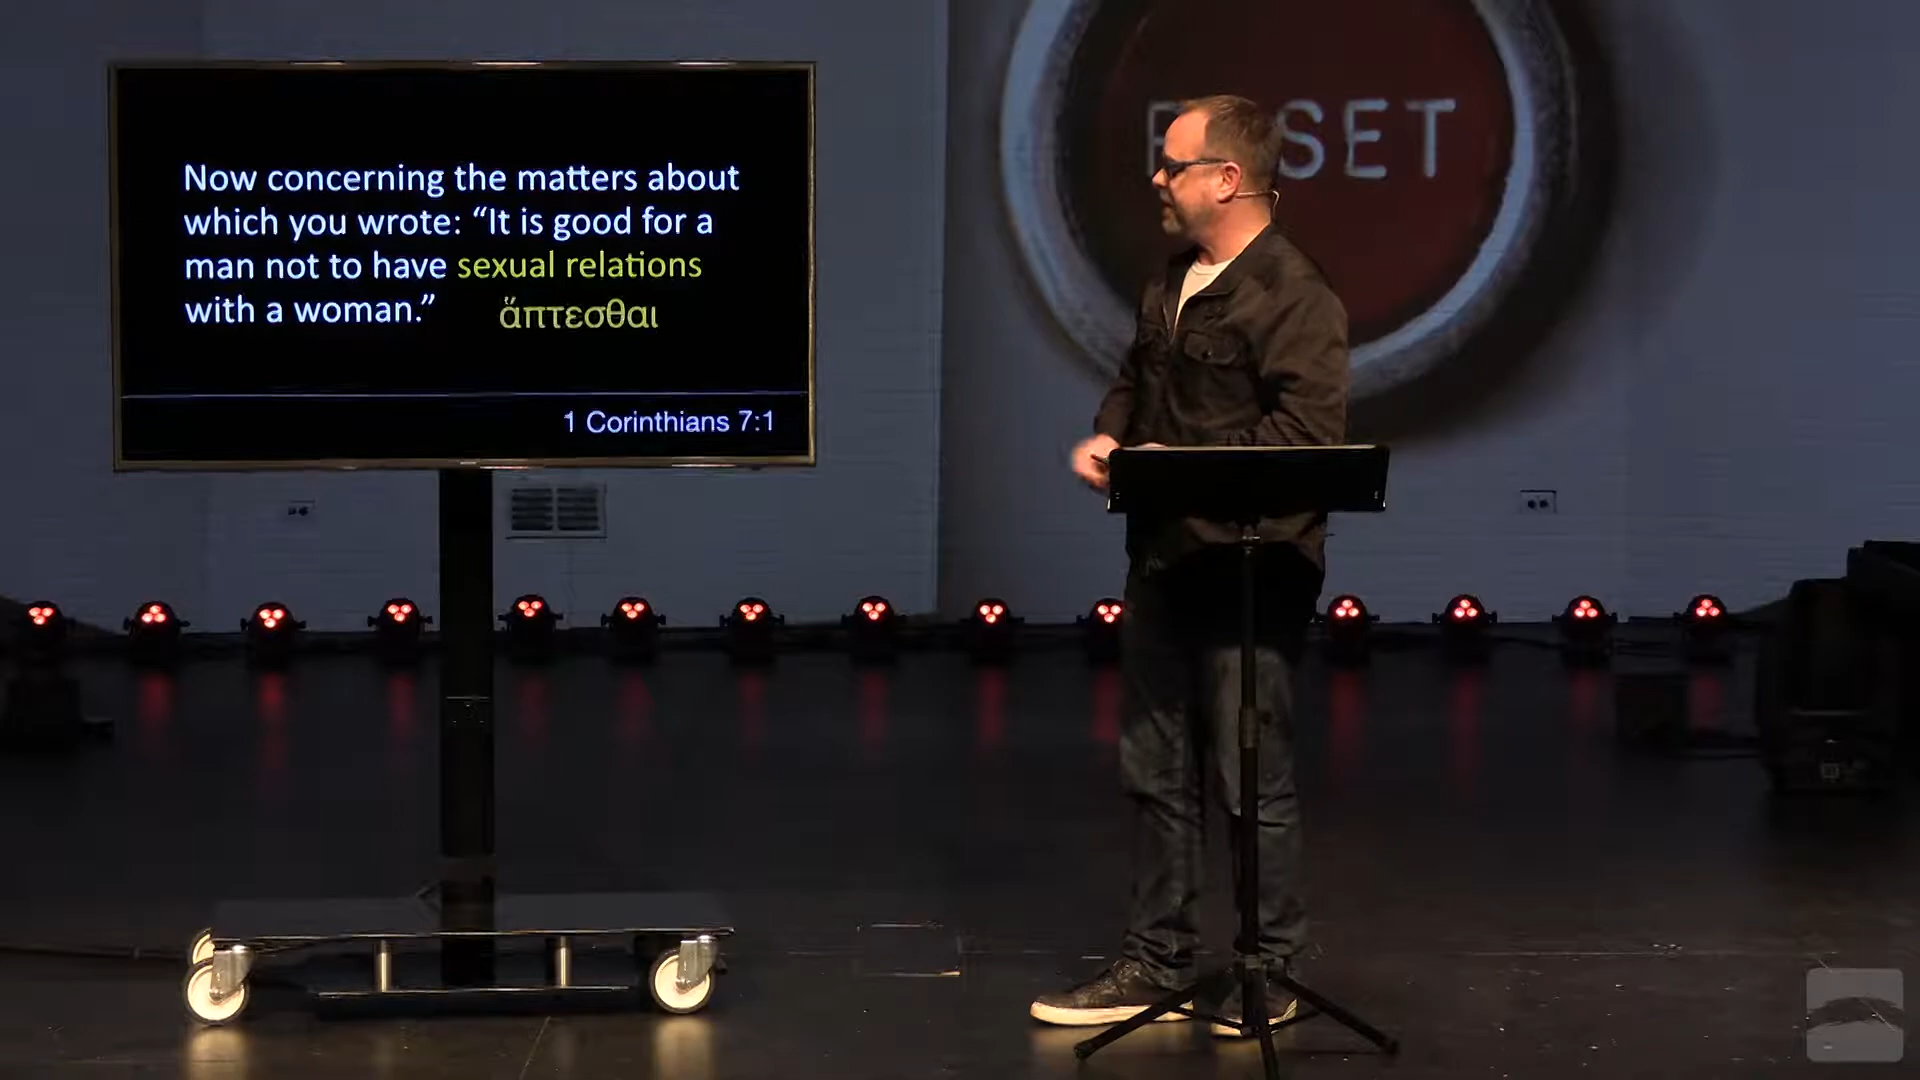 Now concerning the matters about
which you wrote: “It is good for a
man not to have sexual relations
with a woman.” ἅπτεσθαι
1 Corinthians 7:1
SET